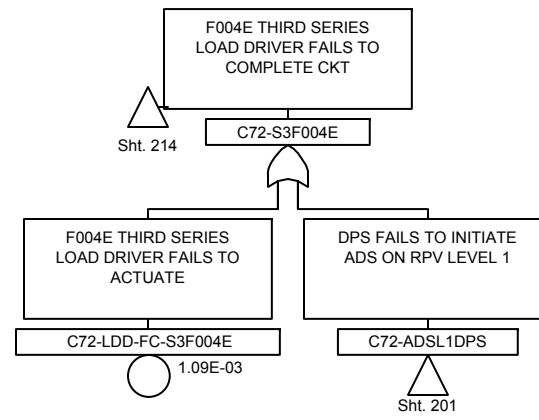 F004E THIRD SERIES
LOAD DRIVER FAILS TO
COMPLETE CKT
Sht. 214
C72-S3F004E
F004E THIRD SERIES
LOAD DRIVER FAILS TO
ACTUATE
C72-LDD-FC-S3F004E
1.09E-03
DPS FAILS TO INITIATE
ADS ON RPV LEVEL 1
C72-ADSL1DPS
Sht. 201